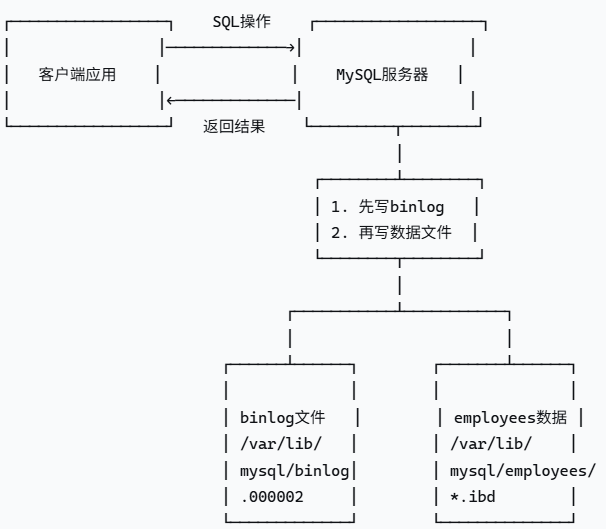 SQL操作
客户端应用
MySQL服务器
返回结果
1. 先写binlog
2. 再写数据文件
binlog文件
/var/lib/
mysql/binlog
.000002
employees数据
/var/lib/
mysql/employees/
*.ibd